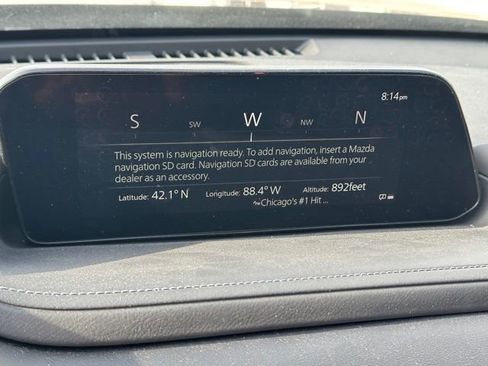 8:14pm
S SW W NW N
This system is navigation ready. To add navigation, insert a Mazda
navigation SD card. Navigation SD cards are available from your
dealer as an accessory.
Latitude: 42.1° N Longitude: 88.4° W Altitude: 892feet
Chicago's #1 Hit ...